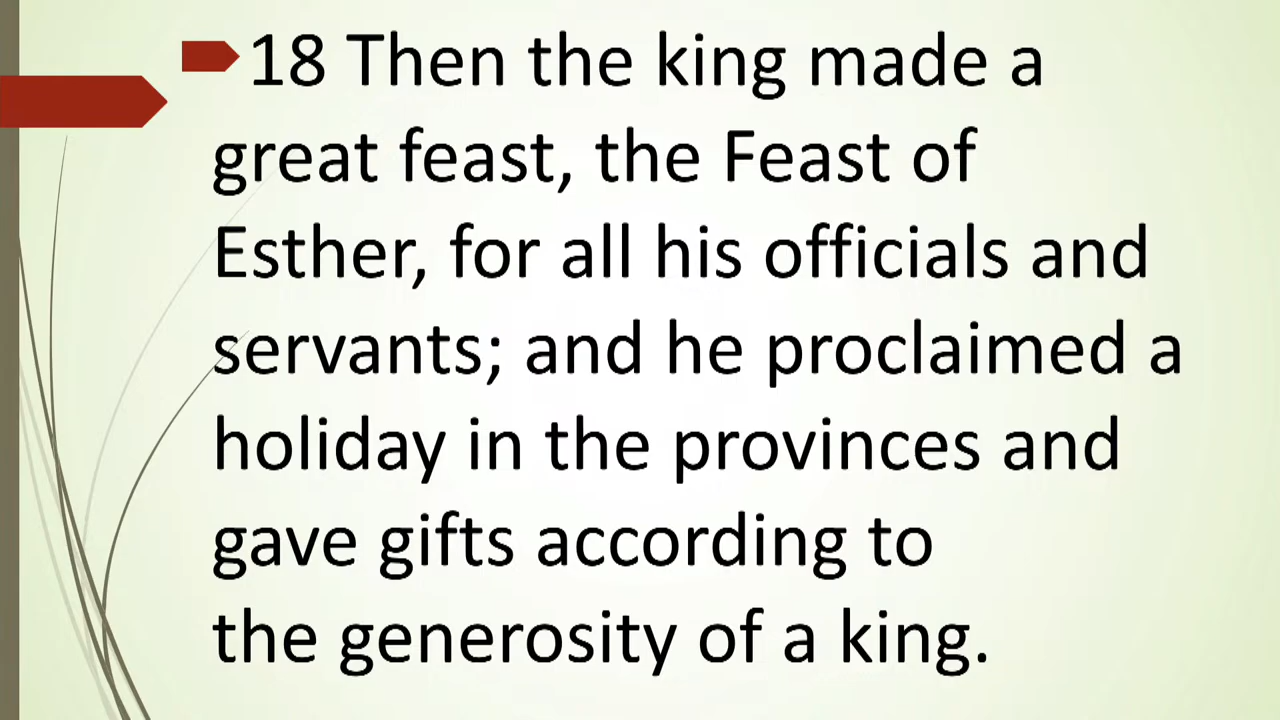 18 Then the king made a
great feast, the Feast of
Esther, for all his officials and
servants; and he proclaimed a
holiday in the provinces and
gave gifts according to
the generosity of a king.